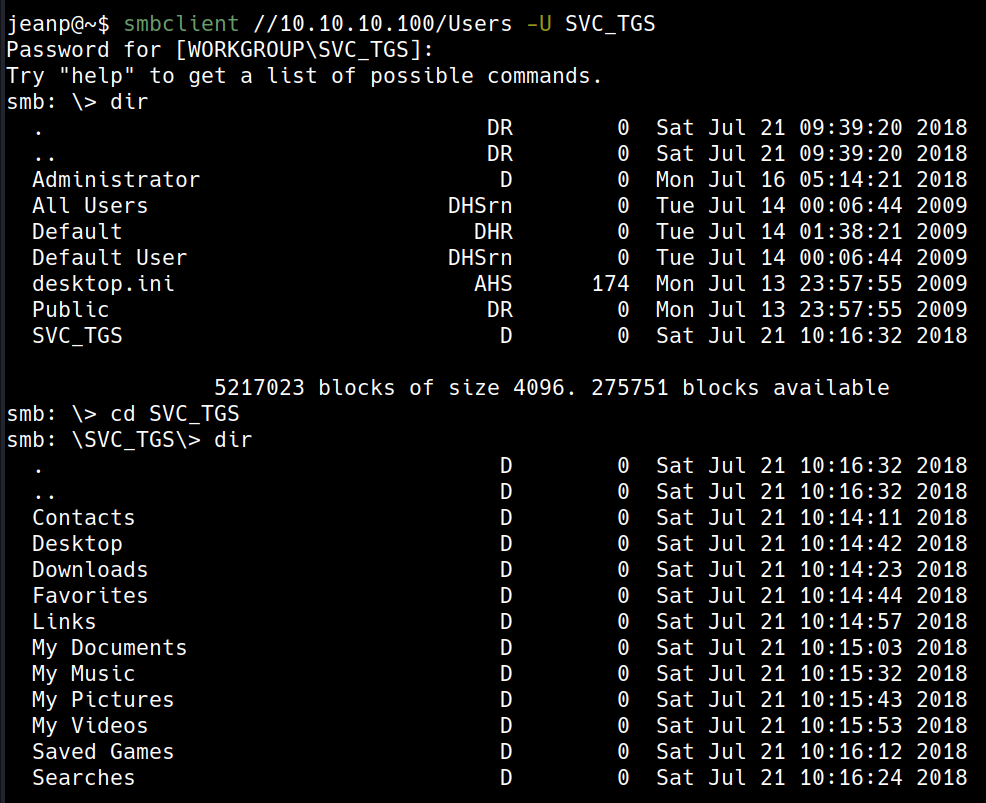 jeanp@~$ smbclient //10.10.10.100/Users -U SVC_TGS
Password for [WORKGROUP\SVC_TGS]:
Try "help" to get a list of possible commands.
smb: \> dir
  .                                  DR        0  Sat Jul 21 09:39:20 2018
  ..                                 DR        0  Sat Jul 21 09:39:20 2018
  Administrator                       D        0  Mon Jul 16 05:14:21 2018
  All Users                       DHSrn        0  Tue Jul 14 00:06:44 2009
  Default                           DHR        0  Tue Jul 14 01:38:21 2009
  Default User                    DHSrn        0  Tue Jul 14 00:06:44 2009
  desktop.ini                       AHS      174  Mon Jul 13 23:57:55 2009
  Public                             DR        0  Mon Jul 13 23:57:55 2009
  SVC_TGS                             D        0  Sat Jul 21 10:16:32 2018
                5217023 blocks of size 4096. 275751 blocks available
smb: \> cd SVC_TGS
smb: \SVC_TGS\> dir
  .                                   D        0  Sat Jul 21 10:16:32 2018
  ..                                  D        0  Sat Jul 21 10:16:32 2018
  Contacts                            D        0  Sat Jul 21 10:14:11 2018
  Desktop                             D        0  Sat Jul 21 10:14:42 2018
  Downloads                           D        0  Sat Jul 21 10:14:23 2018
  Favorites                           D        0  Sat Jul 21 10:14:44 2018
  Links                               D        0  Sat Jul 21 10:14:57 2018
  My Documents                        D        0  Sat Jul 21 10:15:03 2018
  My Music                            D        0  Sat Jul 21 10:15:32 2018
  My Pictures                         D        0  Sat Jul 21 10:15:43 2018
  My Videos                           D        0  Sat Jul 21 10:15:53 2018
  Saved Games                         D        0  Sat Jul 21 10:16:12 2018
  Searches                            D        0  Sat Jul 21 10:16:24 2018